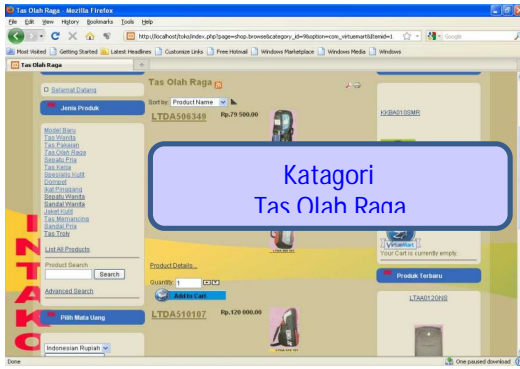 Tas Olah Raga - Mozilla Firefox
File Edit View History Bookmarks Tools Help
http://localhost/toko/index.php?page=shop.browse&category_id=9&option=com_virtuemart&Itemid=1
Google
Most Visited Getting Started Latest Headlines Customize Links Free Hotmail Windows Marketplace Windows Media Windows
Tas Olah Raga
Selamat Datang
Jenis Produk
Model Baru
Tas Wanita
Tas Pakaian
Tas Olah Raga
Sepatu Pria
Tas Kerja
Spesialis Kulit
Dompet
Ikat Pinggang
Sepatu Wanita
Sandal Wanita
Jaket Kulit
Tas Memancing
Sandal Pria
Tas Troly
List All Products
Product Search
Search
Advanced Search
Pilih Mata Uang
Indonesian Rupiah
INTAKO
Tas Olah Raga
Sort by: Product Name
LTDA506340 Rp.79 500.00
Katagori
Tas Olah Raga
Product Details...
Quantity: 1
Add to Cart
LTDA510107 Rp.120 000.00
KKBA010SMR
VirtueMart
Your Cart is currently empty.
Produk Terbaru
LTAA0120INS
Done
One paused download